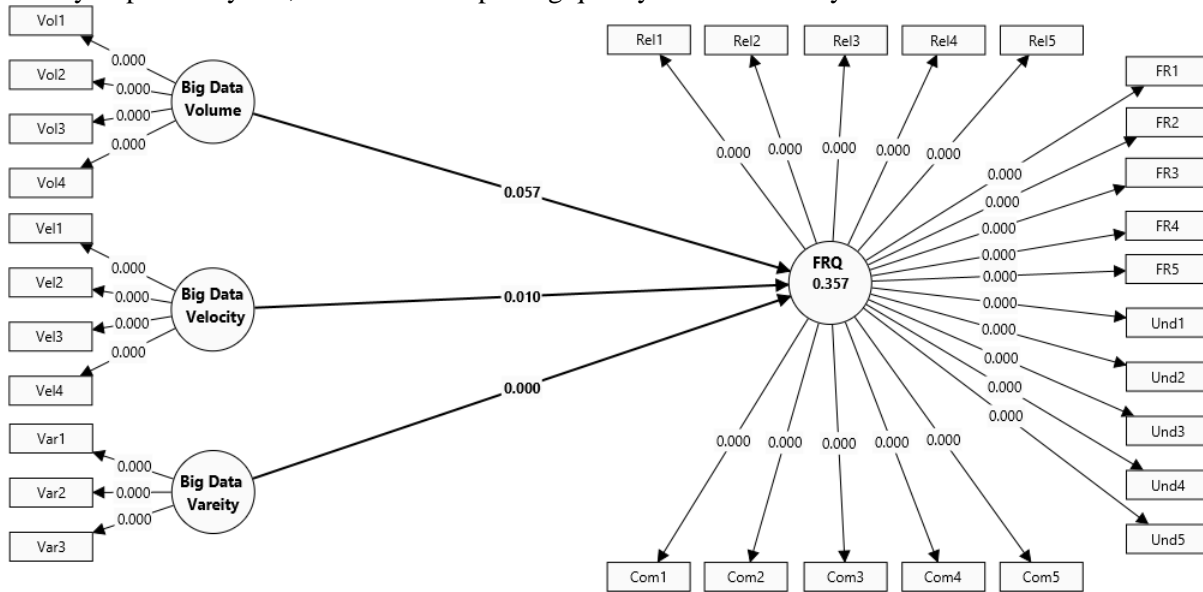 Vol1
Vol2
Vol3
Vol4
0.000
0.000
0.000
0.000
Big Data
Volume
0.057
Vel1
Vel2
Vel3
Vel4
0.000
0.000
0.000
0.000
Big Data
Velocity
0.010
Var1
Var2
Var3
0.000
0.000
0.000
Big Data
Vareity
0.000
Rel1
Rel2
Rel3
Rel4
Rel5
0.000
0.000
0.000
0.000
0.000
FRQ
0.357
0.000
0.000
0.000
0.000
0.000
0.000
0.000
0.000
0.000
0.000
FR1
FR2
FR3
FR4
FR5
Und1
Und2
Und3
Und4
Und5
0.000
0.000
0.000
0.000
0.000
Com1
Com2
Com3
Com4
Com5